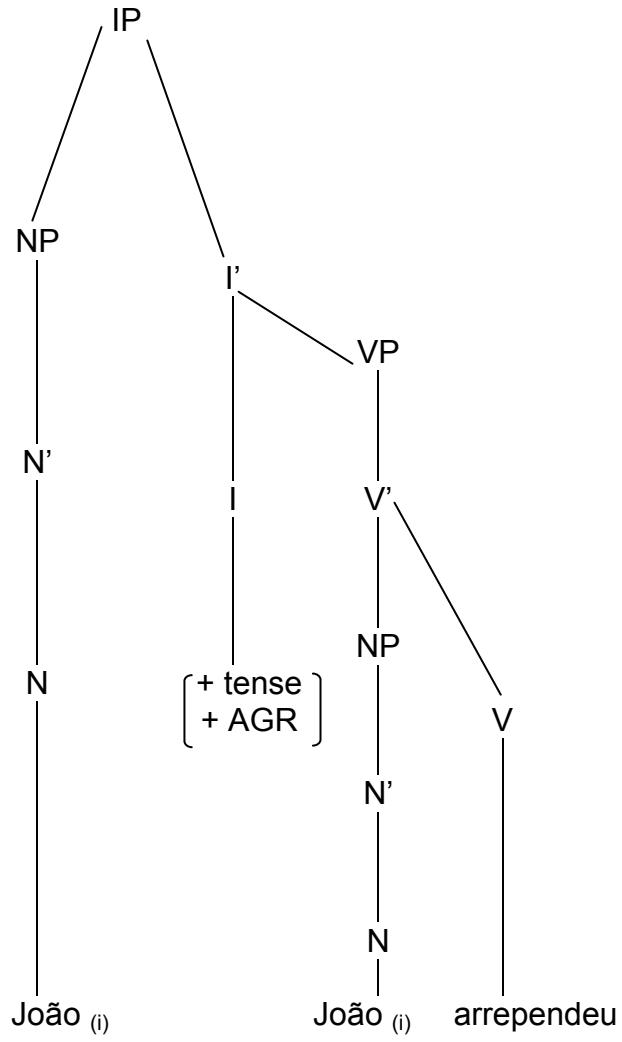 IP
NP
I’
VP
N’
I
V’
NP
N
+ tense
+ AGR
V
N’
N
João (i)
João (i)
arrependeu